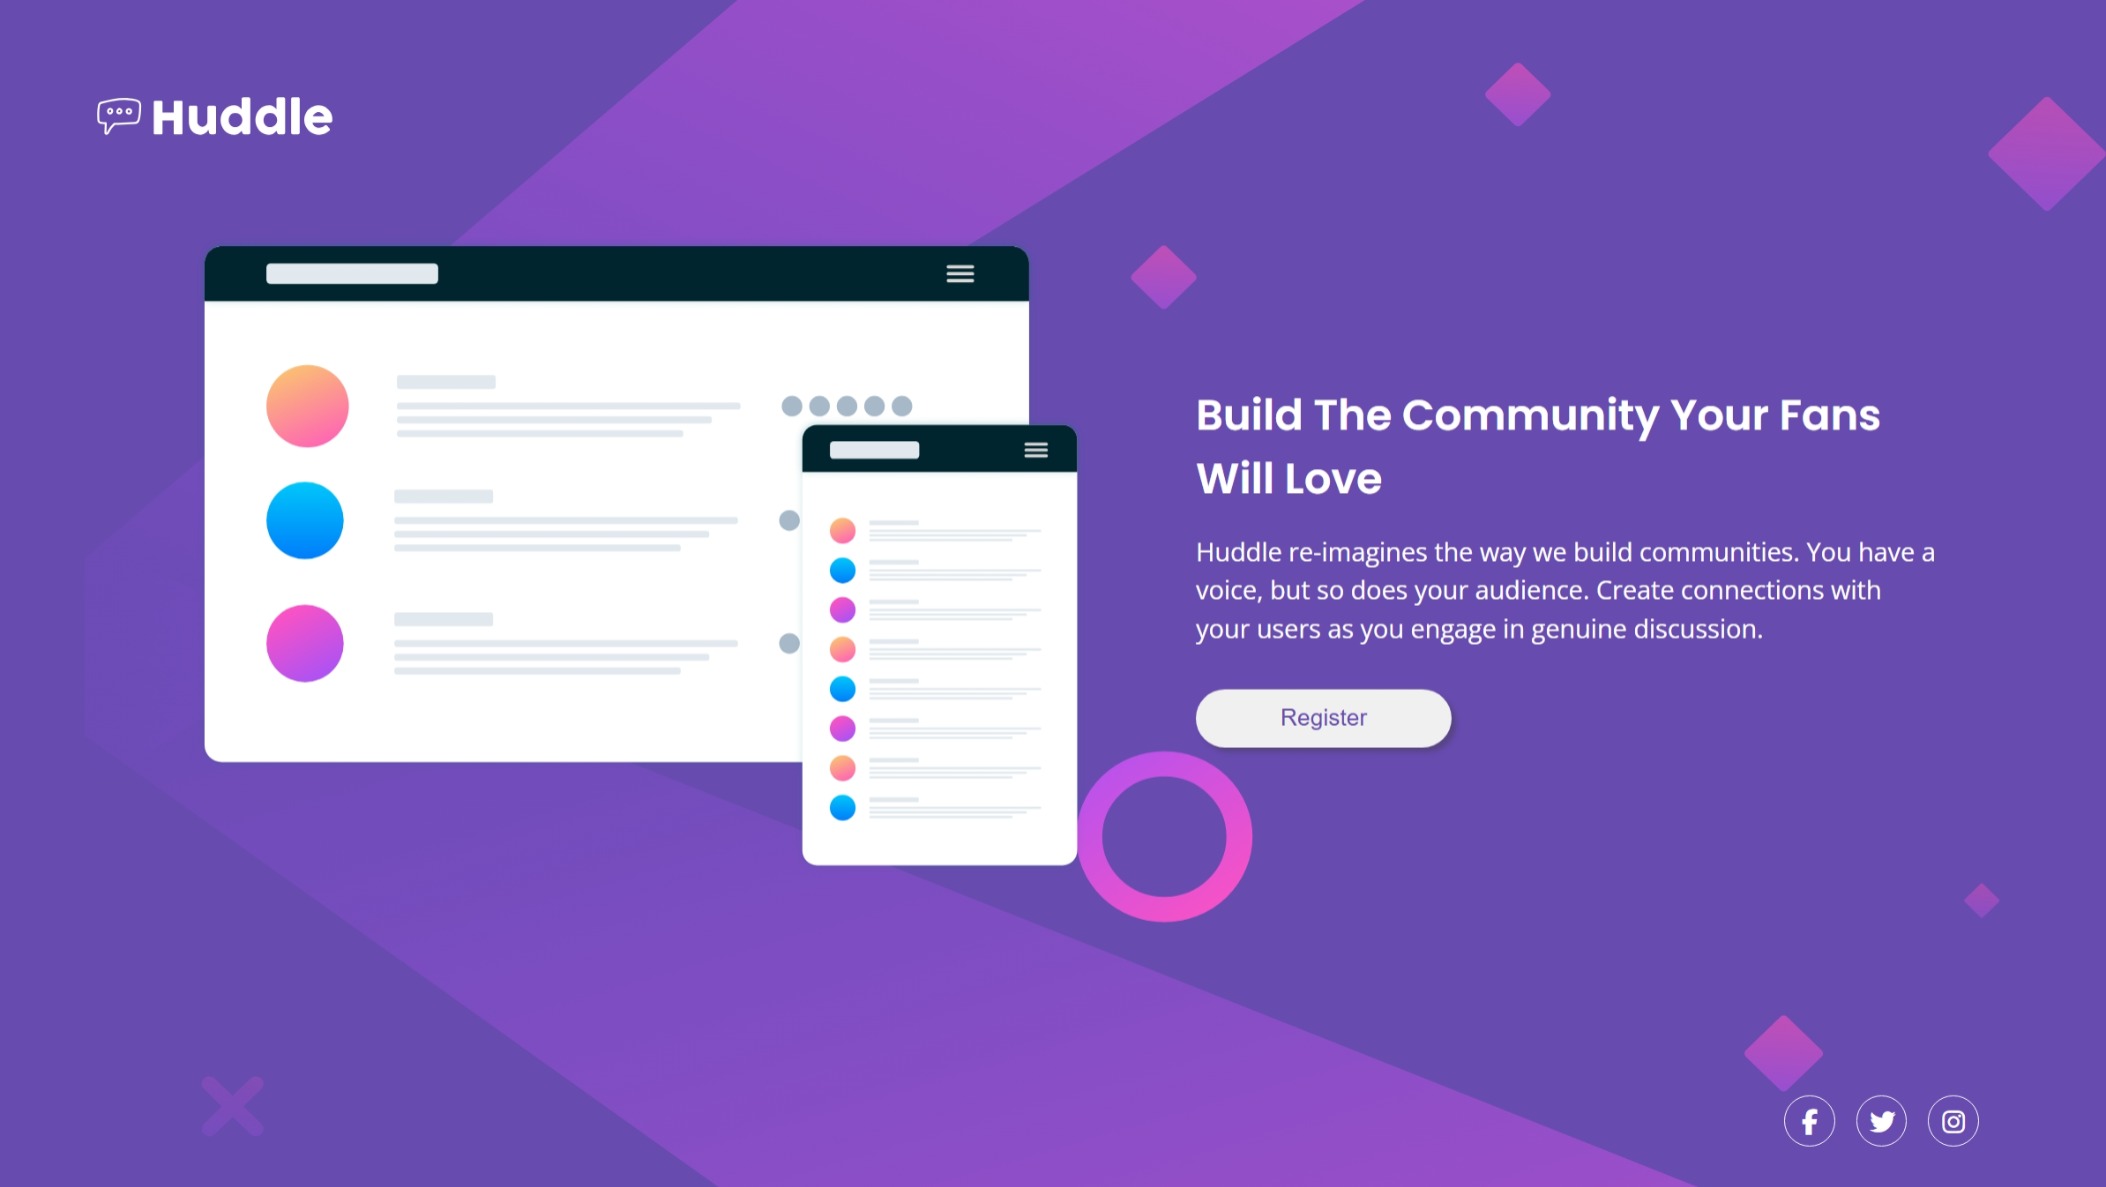 Huddle
Build The Community Your Fans
Will Love
Huddle re-imagines the way we build communities. You have a
voice, but so does your audience. Create connections with
your users as you engage in genuine discussion.
Register